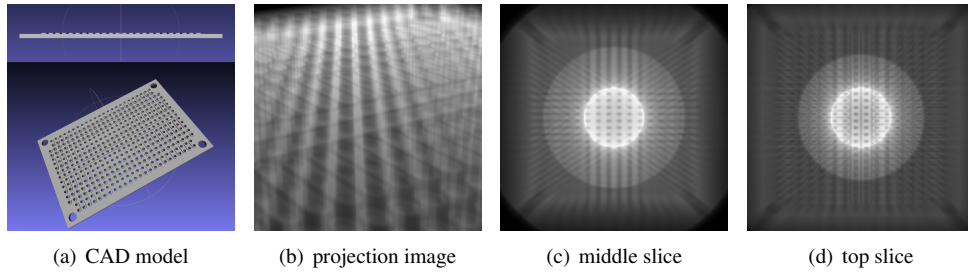 (a) CAD model
(b) projection image
(c) middle slice
(d) top slice